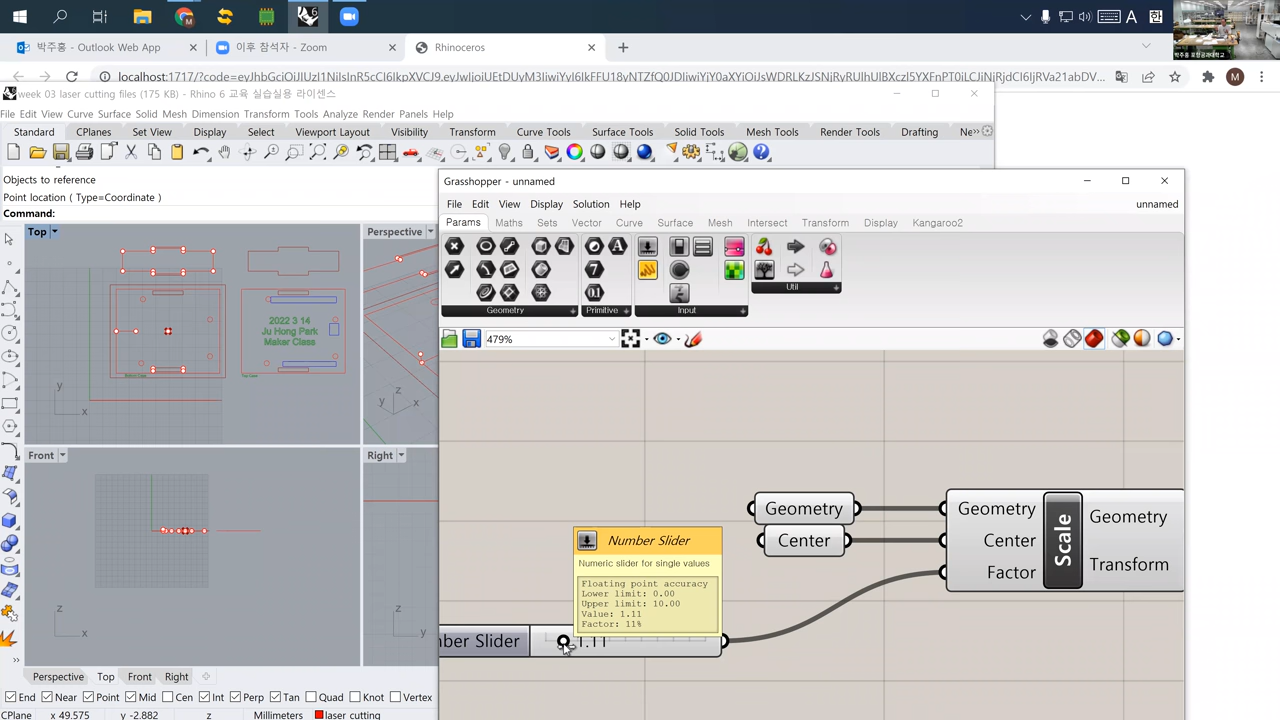 박주홍 - Outlook Web App
이후 참석자 - Zoom
Rhinoceros
A
week 03 laser cutting files (175 KB) - Rhino 6 교육 실습실용 라이센스
File Edit View Curve Surface Solid Mesh Dimension Transform Tools Analyze Render Panels Help
Standard CPlanes Set View Display Select Viewport Layout Visibility Transform Curve Tools Surface Tools Solid Tools Mesh Tools Render Tools Drafting Ne
Objects to reference
Point location ( Type=Coordinate )
Command:
Top
Perspective
2022 3 14
Ju Hong Park
Maker Class
y
x
z
y x
Front
Right
z
x
z
y
Perspective Top Front Right
End Near Point Mid Cen Int Perp Tan Quad Knot Vertex
CPlane x 49.575 y -2.882 z Millimeters laser cutting
Grasshopper - unnamed
File Edit View Display Solution Help
unnamed
Params Maths Sets Vector Curve Surface Mesh Intersect Transform Display Kangaroo2
Geometry Primitive Input Util
479%
Number Slider
Numeric slider for single values
Floating point accuracy
Lower limit: 0.00
Upper limit: 10.00
Value: 1.11
Factor: 11%
mber Slider
1.11
Geometry
Center
Geometry
Center
Factor
Scale
Geometry
Transform
M